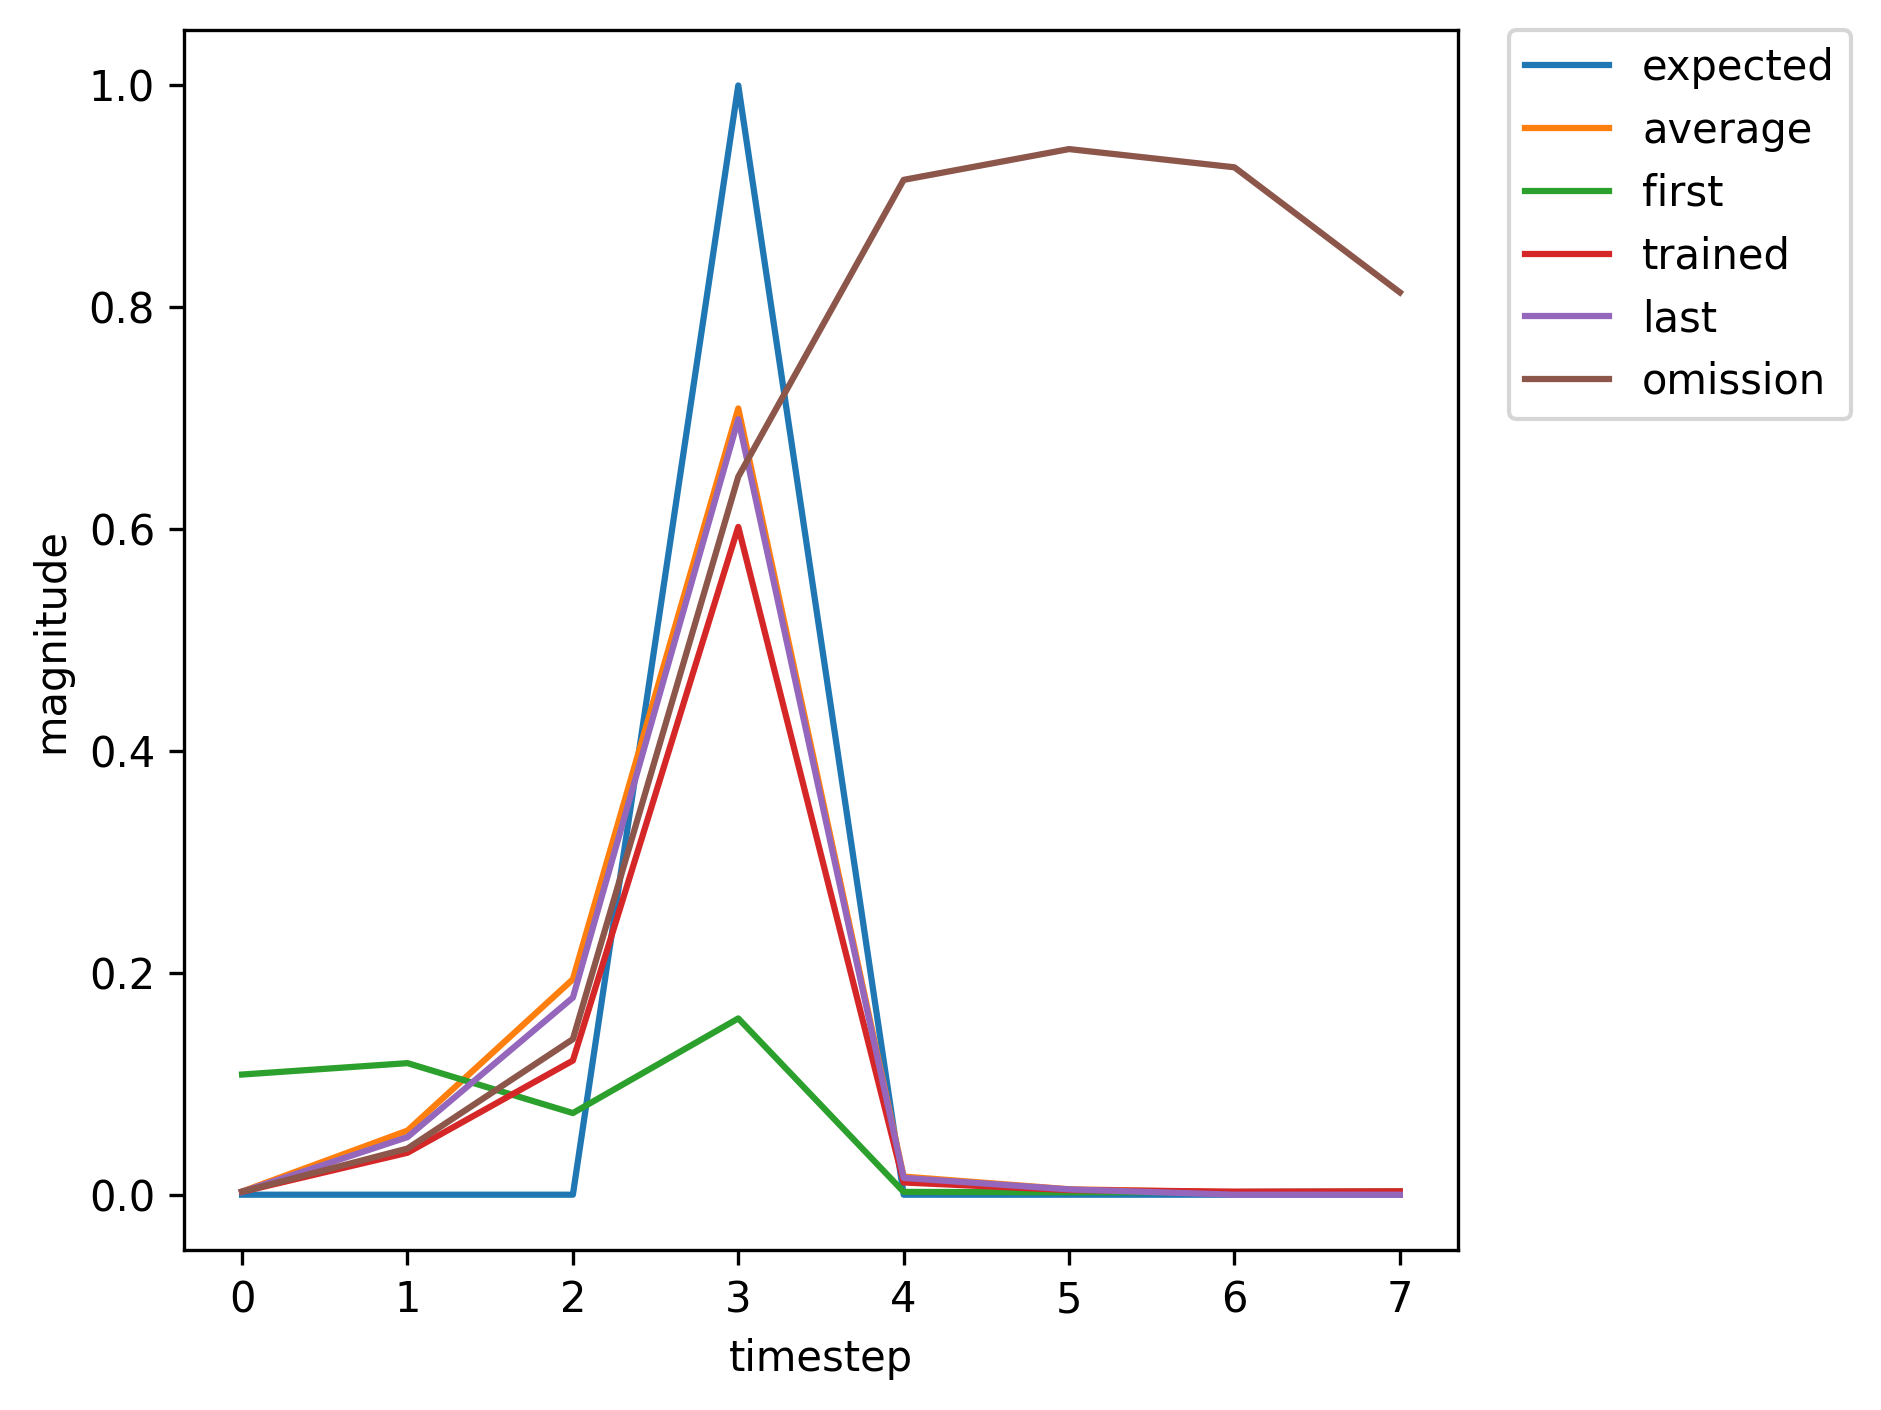 1.0
0.8
0.6
0.4
0.2
0.0
magnitude
0 1 2 3 4 5 6 7
timestep
expected
average
first
trained
last
omission